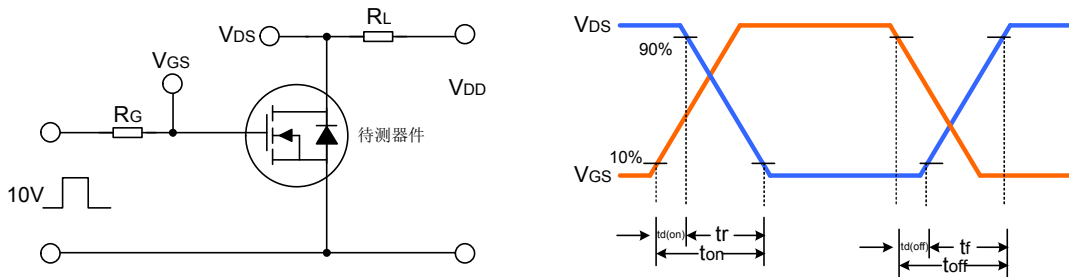 RL
VDS
VGS
VDD
RG
待测器件
10V
VDS
90%
10%
VGS
td(on)
tr
ton
td(off)
tf
toff